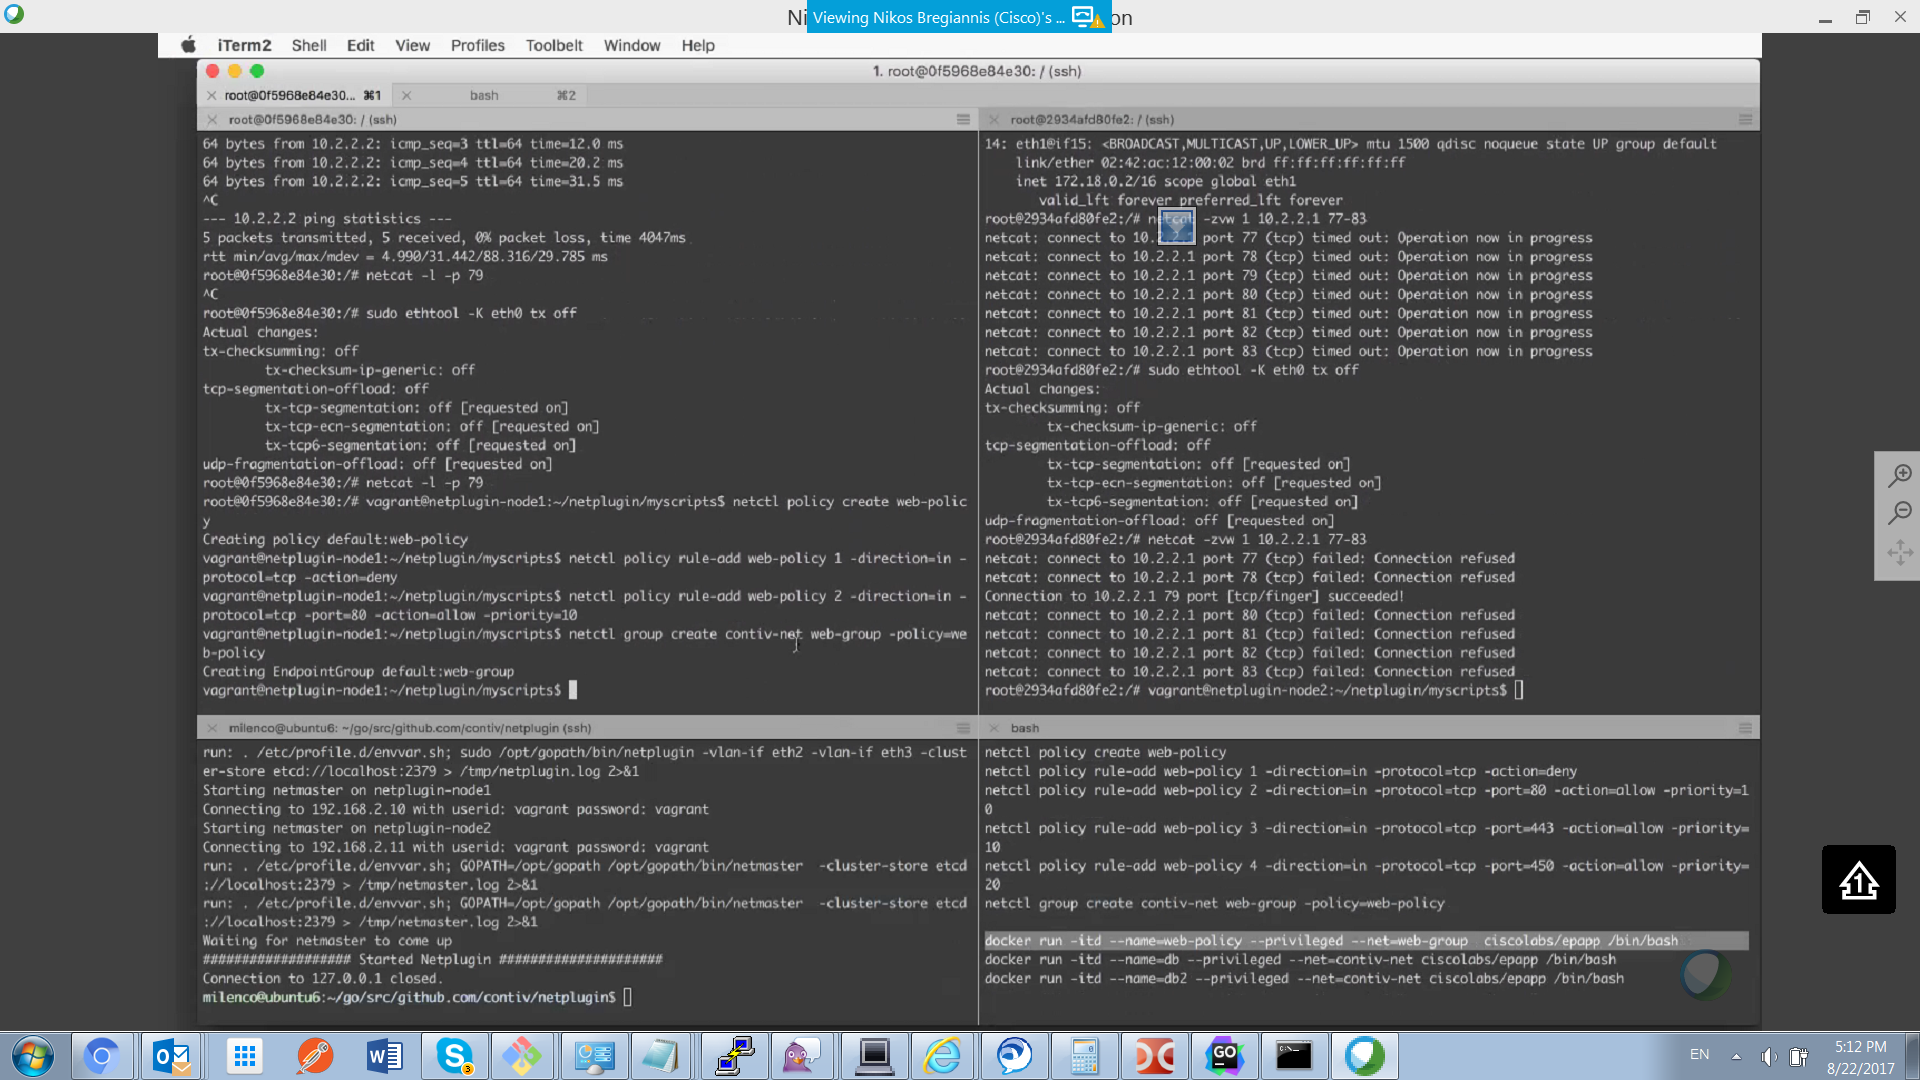 Ni
Viewing Nikos Bregiannis (Cisco)'s ...
on
iTerm2 Shell Edit View Profiles Toolbelt Window Help
1. root@0f5968e84e30: / (ssh)
root@0f5968e84e30... ⌘1
bash ⌘2
root@0f5968e84e30: / (ssh)
64 bytes from 10.2.2.2: icmp_seq=3 ttl=64 time=12.0 ms
64 bytes from 10.2.2.2: icmp_seq=4 ttl=64 time=20.2 ms
64 bytes from 10.2.2.2: icmp_seq=5 ttl=64 time=31.5 ms
^C
--- 10.2.2.2 ping statistics ---
5 packets transmitted, 5 received, 0% packet loss, time 4047ms
rtt min/avg/max/mdev = 4.990/31.442/88.316/29.785 ms
root@0f5968e84e30:/# netcat -l -p 79
^C
root@0f5968e84e30:/# sudo ethtool -K eth0 tx off
Actual changes:
tx-checksumming: off
tx-checksum-ip-generic: off
tcp-segmentation-offload: off
tx-tcp-segmentation: off [requested on]
tx-tcp-ecn-segmentation: off [requested on]
tx-tcp6-segmentation: off [requested on]
udp-fragmentation-offload: off [requested on]
root@0f5968e84e30:/# netcat -l -p 79
root@0f5968e84e30:/# vagrant@netplugin-node1:~/netplugin/myscripts$ netctl policy create web-polic
y
Creating policy default:web-policy
vagrant@netplugin-node1:~/netplugin/myscripts$ netctl policy rule-add web-policy 1 -direction=in -
protocol=tcp -action=deny
vagrant@netplugin-node1:~/netplugin/myscripts$ netctl policy rule-add web-policy 2 -direction=in -
protocol=tcp -port=80 -action=allow -priority=10
vagrant@netplugin-node1:~/netplugin/myscripts$ netctl group create contiv-net web-group -policy=we
b-policy
Creating EndpointGroup default:web-group
vagrant@netplugin-node1:~/netplugin/myscripts$
root@2934afd80fe2: / (ssh)
14: eth1@if15: <BROADCAST,MULTICAST,UP,LOWER_UP> mtu 1500 qdisc noqueue state UP group default
link/ether 02:42:ac:12:00:02 brd ff:ff:ff:ff:ff:ff
inet 172.18.0.2/16 scope global eth1
valid_lft forever preferred_lft forever
root@2934afd80fe2:/# netcat -zvw 1 10.2.2.1 77-83
netcat: connect to 10.2.2.1 port 77 (tcp) timed out: Operation now in progress
netcat: connect to 10.2.2.1 port 78 (tcp) timed out: Operation now in progress
netcat: connect to 10.2.2.1 port 79 (tcp) timed out: Operation now in progress
netcat: connect to 10.2.2.1 port 80 (tcp) timed out: Operation now in progress
netcat: connect to 10.2.2.1 port 81 (tcp) timed out: Operation now in progress
netcat: connect to 10.2.2.1 port 82 (tcp) timed out: Operation now in progress
netcat: connect to 10.2.2.1 port 83 (tcp) timed out: Operation now in progress
root@2934afd80fe2:/# sudo ethtool -K eth0 tx off
Actual changes:
tx-checksumming: off
tx-checksum-ip-generic: off
tcp-segmentation-offload: off
tx-tcp-segmentation: off [requested on]
tx-tcp-ecn-segmentation: off [requested on]
tx-tcp6-segmentation: off [requested on]
udp-fragmentation-offload: off [requested on]
root@2934afd80fe2:/# netcat -zvw 1 10.2.2.1 77-83
netcat: connect to 10.2.2.1 port 77 (tcp) failed: Connection refused
netcat: connect to 10.2.2.1 port 78 (tcp) failed: Connection refused
Connection to 10.2.2.1 79 port [tcp/finger] succeeded!
netcat: connect to 10.2.2.1 port 80 (tcp) failed: Connection refused
netcat: connect to 10.2.2.1 port 81 (tcp) failed: Connection refused
netcat: connect to 10.2.2.1 port 82 (tcp) failed: Connection refused
netcat: connect to 10.2.2.1 port 83 (tcp) failed: Connection refused
root@2934afd80fe2:/# vagrant@netplugin-node2:~/netplugin/myscripts$
milenco@ubuntu6: ~/go/src/github.com/contiv/netplugin (ssh)
run: . /etc/profile.d/envvar.sh; sudo /opt/gopath/bin/netplugin -vlan-if eth2 -vlan-if eth3 -clust
er-store etcd://localhost:2379 > /tmp/netplugin.log 2>&1
Starting netmaster on netplugin-node1
Connecting to 192.168.2.10 with userid: vagrant password: vagrant
Starting netmaster on netplugin-node2
Connecting to 192.168.2.11 with userid: vagrant password: vagrant
run: . /etc/profile.d/envvar.sh; GOPATH=/opt/gopath /opt/gopath/bin/netmaster  -cluster-store etcd
://localhost:2379 > /tmp/netmaster.log 2>&1
run: . /etc/profile.d/envvar.sh; GOPATH=/opt/gopath /opt/gopath/bin/netmaster  -cluster-store etcd
://localhost:2379 > /tmp/netmaster.log 2>&1
Waiting for netmaster to come up
################### Started Netplugin #####################
Connection to 127.0.0.1 closed.
milenco@ubuntu6:~/go/src/github.com/contiv/netplugin$
bash
netctl policy create web-policy
netctl policy rule-add web-policy 1 -direction=in -protocol=tcp -action=deny
netctl policy rule-add web-policy 2 -direction=in -protocol=tcp -port=80 -action=allow -priority=1
0
netctl policy rule-add web-policy 3 -direction=in -protocol=tcp -port=443 -action=allow -priority=
10
netctl policy rule-add web-policy 4 -direction=in -protocol=tcp -port=450 -action=allow -priority=
20
netctl group create contiv-net web-group -policy=web-policy
docker run -itd --name=web-policy --privileged --net=web-group  ciscolabs/epapp /bin/bash
docker run -itd --name=db --privileged --net=contiv-net ciscolabs/epapp /bin/bash
docker run -itd --name=db2 --privileged --net=contiv-net ciscolabs/epapp /bin/bash
1
3
GO
EN
5:12 PM
8/22/2017